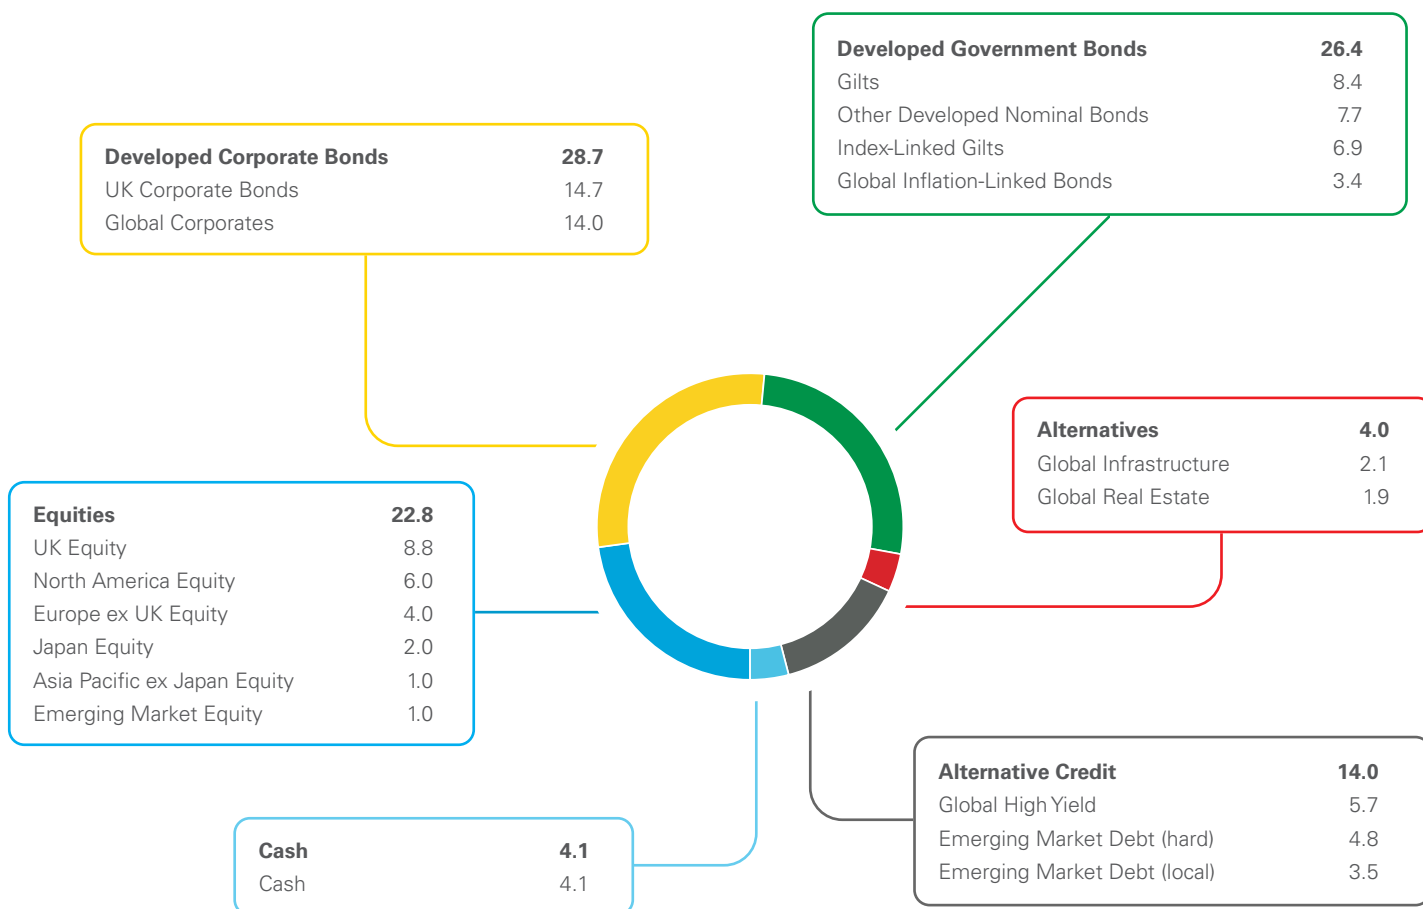 Developed Government Bonds 26.4
Gilts 8.4
Other Developed Nominal Bonds 7.7
Index-Linked Gilts 6.9
Global Inflation-Linked Bonds 3.4
Developed Corporate Bonds 28.7
UK Corporate Bonds 14.7
Global Corporates 14.0
Alternatives 4.0
Global Infrastructure 2.1
Global Real Estate 1.9
Equities 22.8
UK Equity 8.8
North America Equity 6.0
Europe ex UK Equity 4.0
Japan Equity 2.0
Asia Pacific ex Japan Equity 1.0
Emerging Market Equity 1.0
Alternative Credit 14.0
Global High Yield 5.7
Emerging Market Debt (hard) 4.8
Emerging Market Debt (local) 3.5
Cash 4.1
Cash 4.1